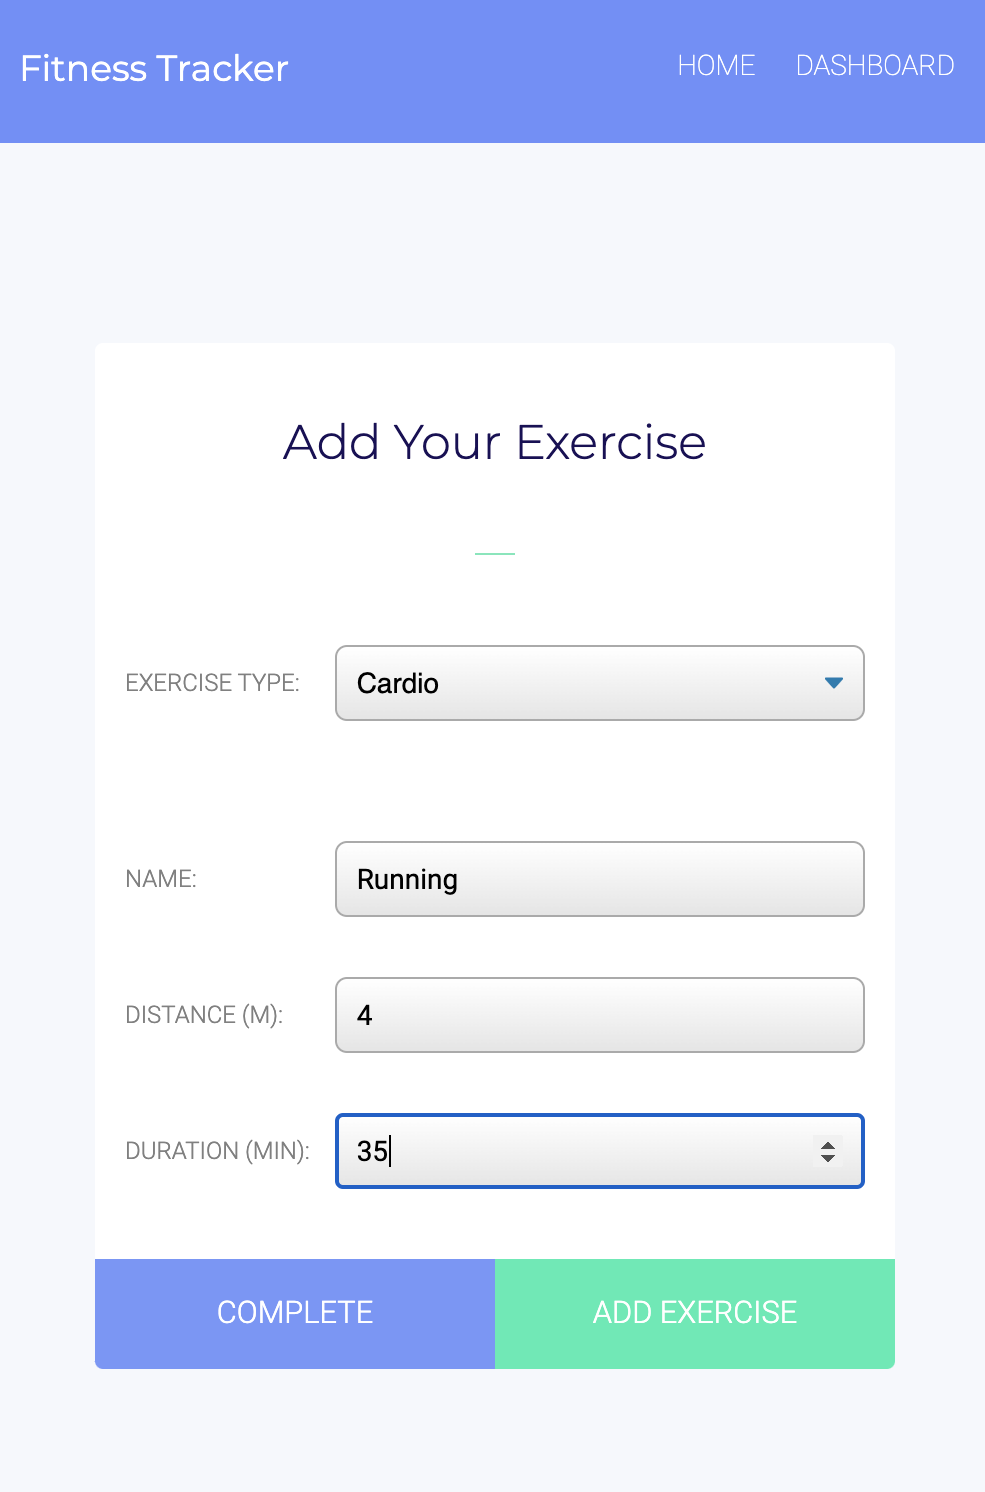 Fitness Tracker HOME DASHBOARD
Add Your Exercise
EXERCISE TYPE: Cardio
NAME: Running
DISTANCE (M): 4
DURATION (MIN): 35
COMPLETE ADD EXERCISE